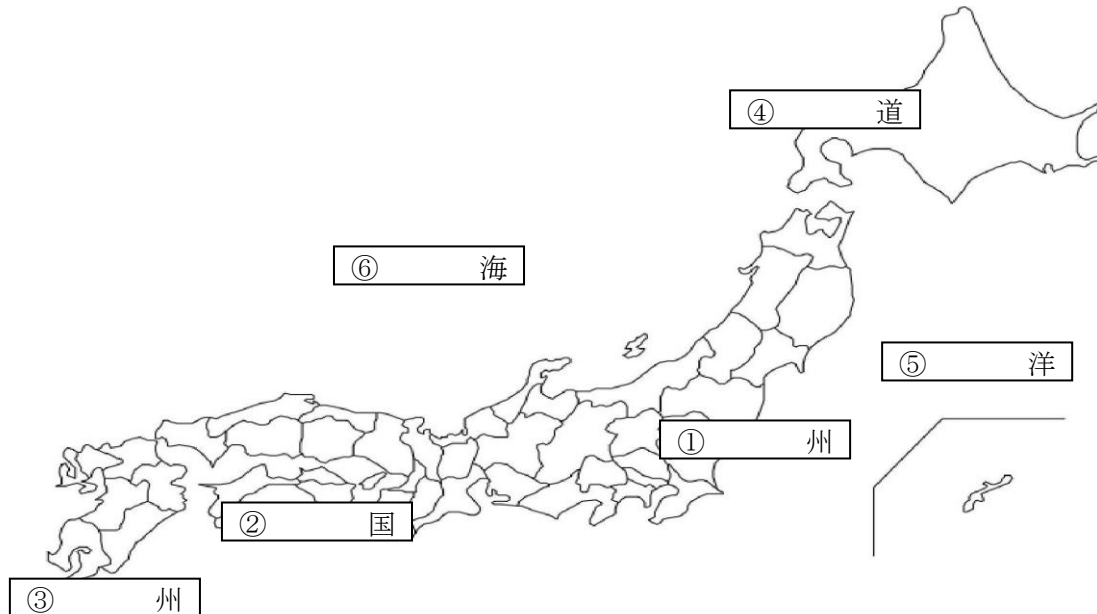 ④ 道
⑥ 海
⑤ 洋
① 州
② 国
③ 州